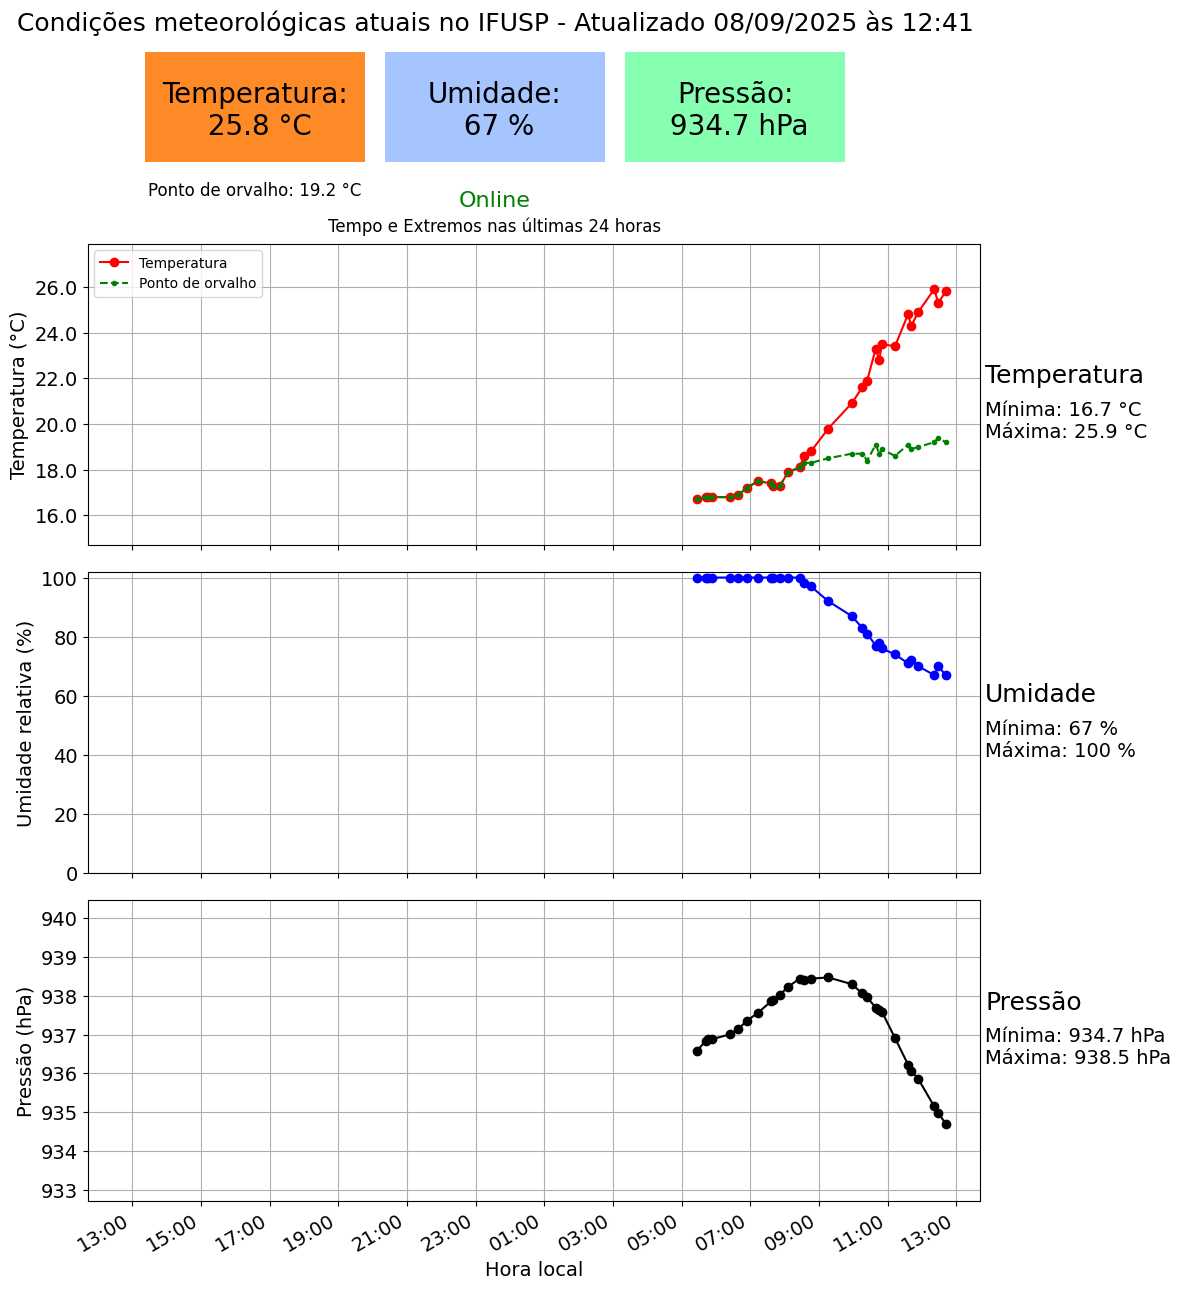 Condições meteorológicas atuais no IFUSP - Atualizado 08/09/2025 às 12:41
Temperatura:
25.8 °C
Umidade:
67 %
Pressão:
934.7 hPa
Ponto de orvalho: 19.2 °C
Online
Tempo e Extremos nas últimas 24 horas
Temperatura
Ponto de orvalho
Temperatura (°C)
26.0
24.0
22.0
20.0
18.0
16.0
Temperatura
Mínima: 16.7 °C
Máxima: 25.9 °C
Umidade relativa (%)
100
80
60
40
20
0
Umidade
Mínima: 67 %
Máxima: 100 %
Pressão (hPa)
940
939
938
937
936
935
934
933
Pressão
Mínima: 934.7 hPa
Máxima: 938.5 hPa
13:00
15:00
17:00
19:00
21:00
23:00
01:00
03:00
05:00
07:00
09:00
11:00
13:00
Hora local